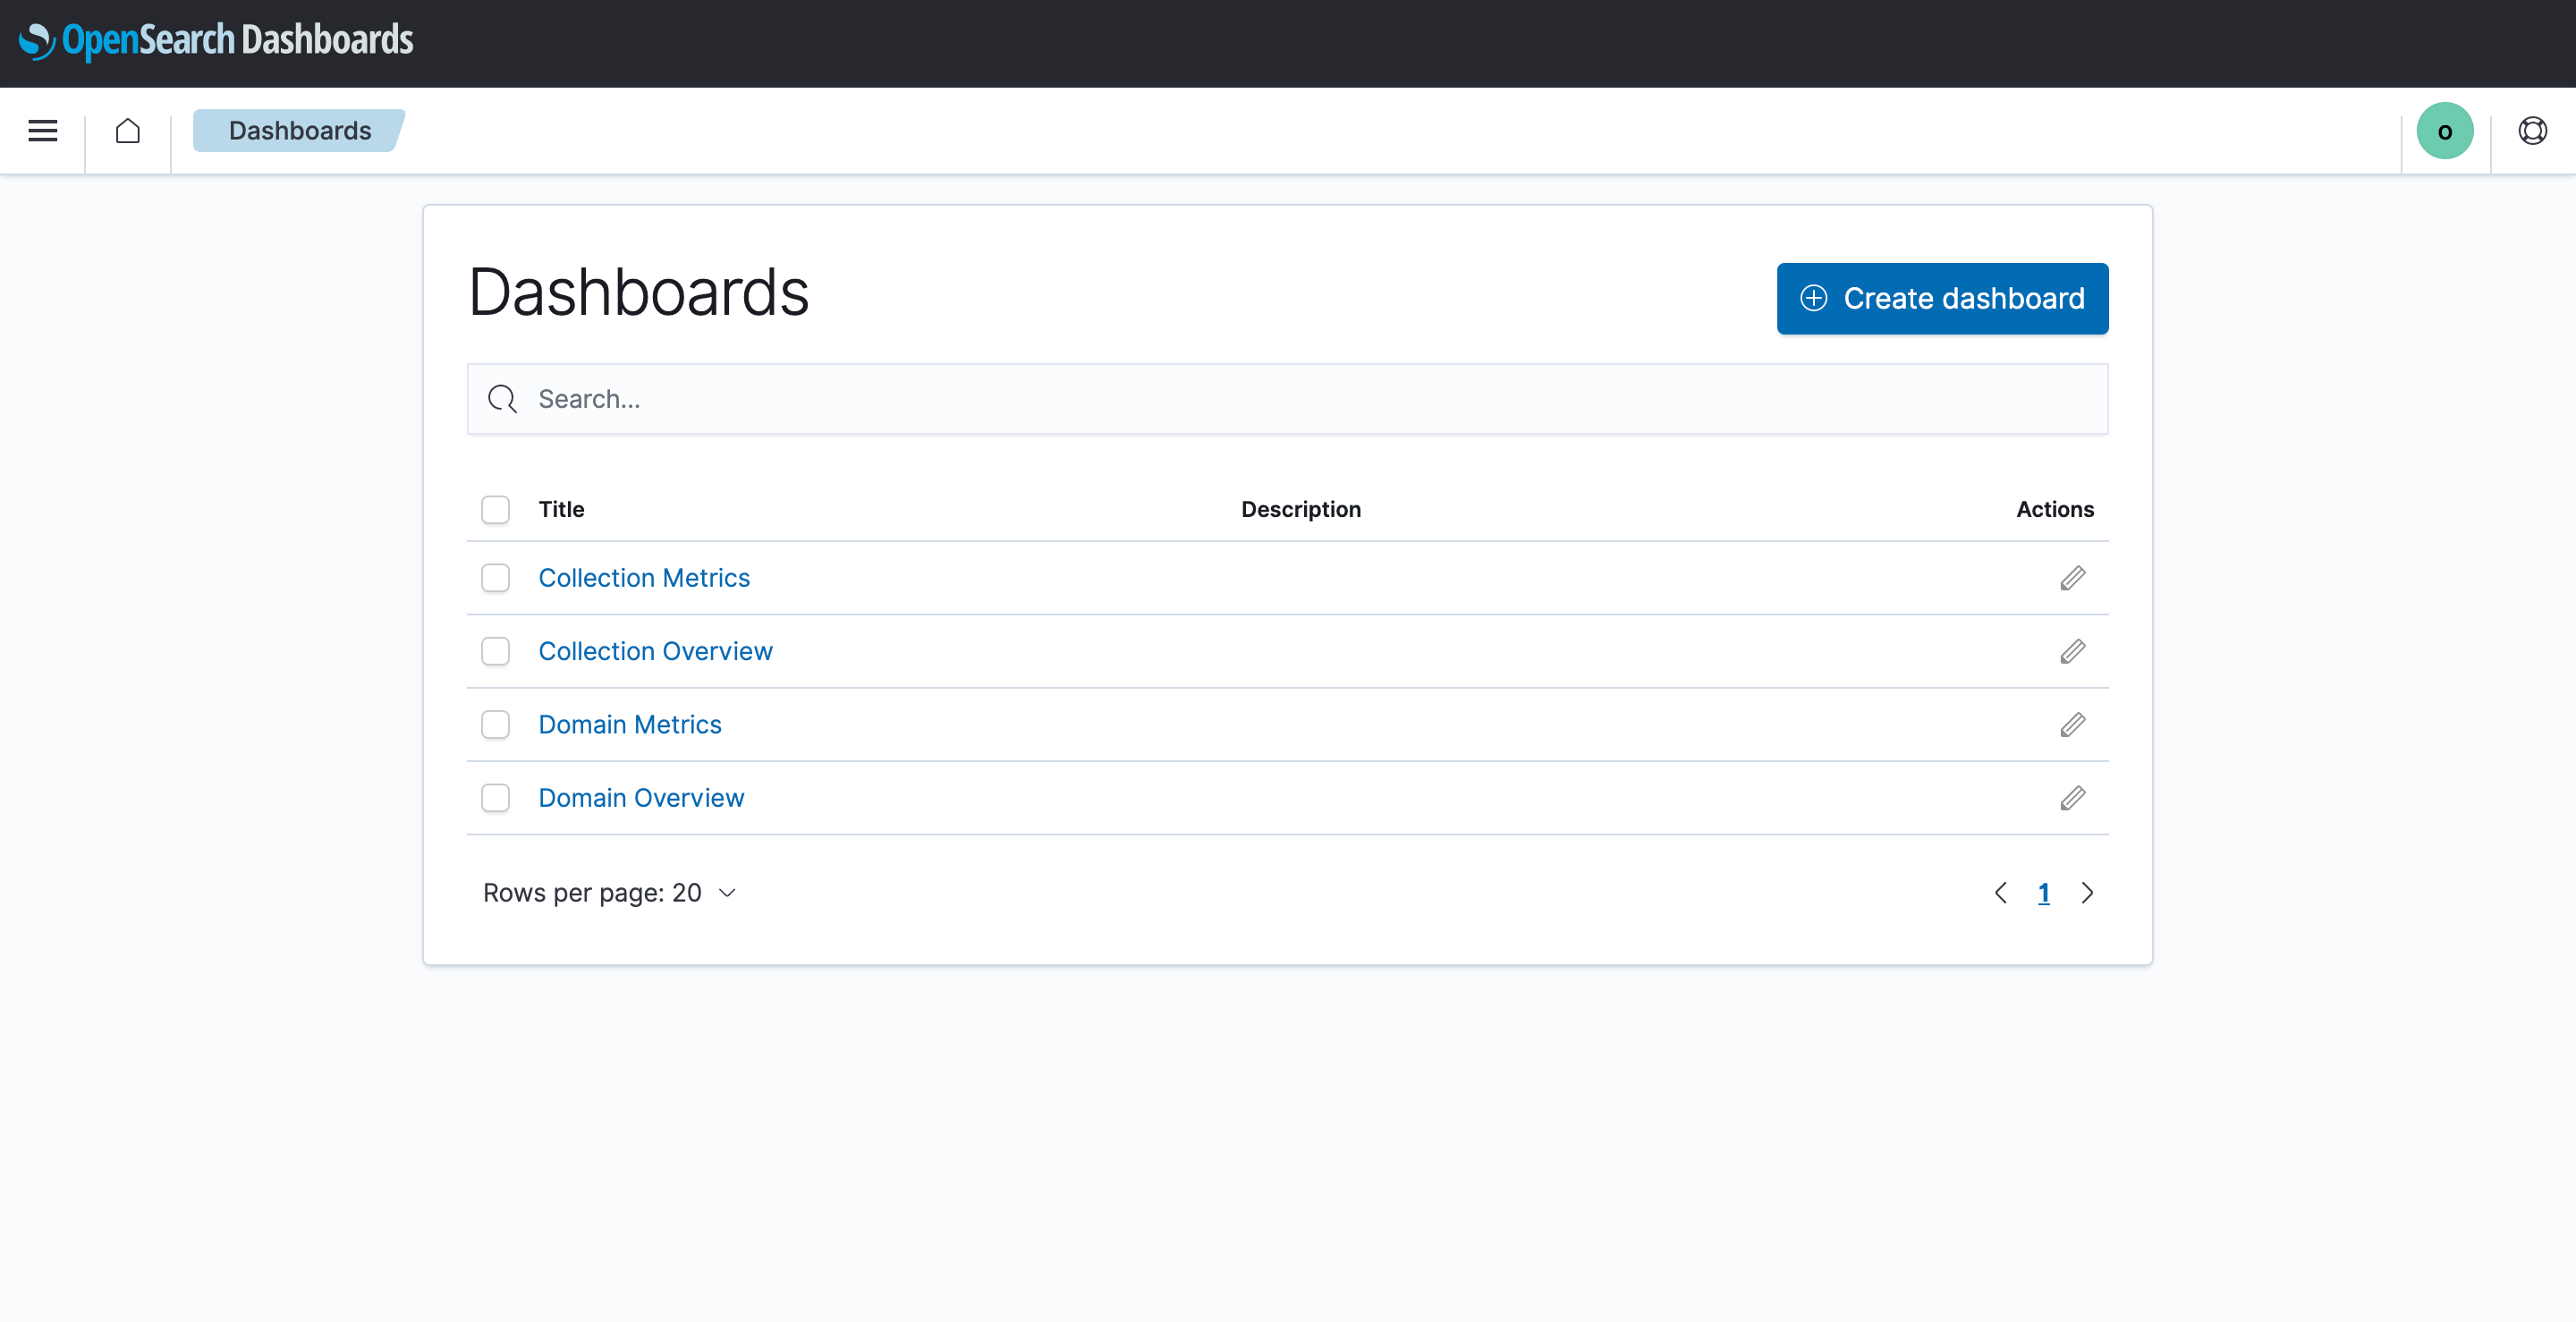 OpenSearch Dashboards
Dashboards
o
Dashboards
Create dashboard
Search...
Title Description Actions
Collection Metrics
Collection Overview
Domain Metrics
Domain Overview
Rows per page: 20
1